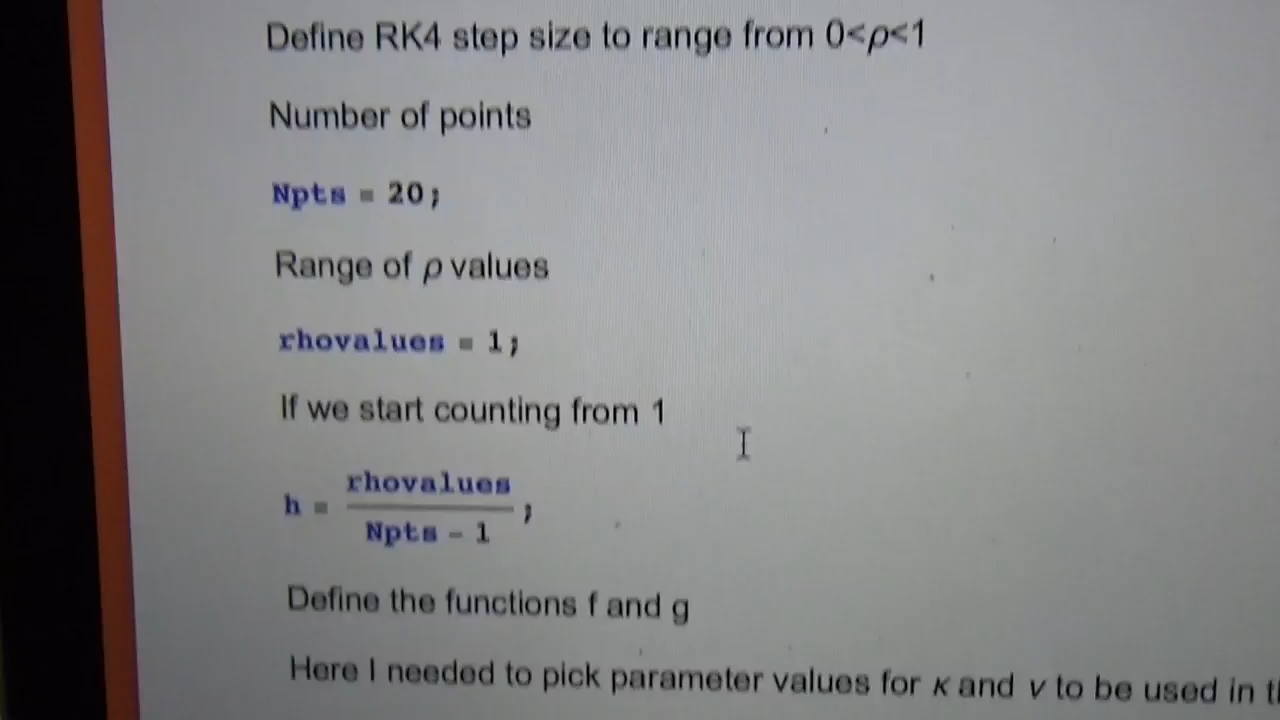 Define RK4 step size to range from 0<ρ<1
Number of points
Npts = 20;
Range of ρ values
rhovalues = 1;
If we start counting from 1
h = rhovalues / Npts - 1 ;
Define the functions f and g
Here I needed to pick parameter values for κ and ν to be used in